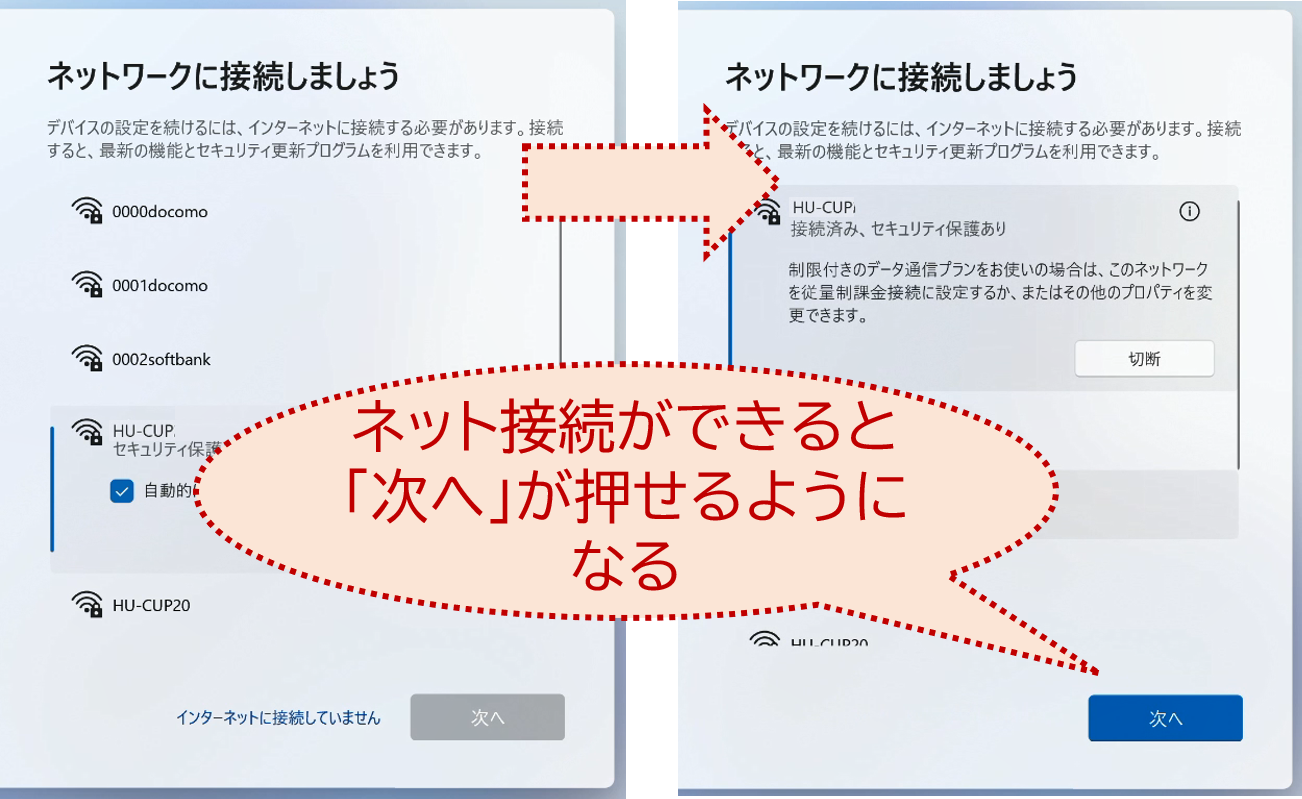 ネットワークに接続しましょう
デバイスの設定を続けるには、インターネットに接続する必要があります。接続
すると、最新の機能とセキュリティ更新プログラムを利用できます。
0000docomo
0001docomo
0002softbank
HU-CUP
セキュリティ保護
自動的
HU-CUP20
インターネットに接続していません
次へ
ネットワークに接続しましょう
デバイスの設定を続けるには、インターネットに接続する必要があります。接続
と、最新の機能とセキュリティ更新プログラムを利用できます。
HU-CUP
接続済み、セキュリティ保護あり
制限付きのデータ通信プランをお使いの場合は、このネットワーク
を従量制課金接続に設定するか、またはその他のプロパティを変
更できます。
切断
HU-CUP20
次へ
ネット接続ができると
「次へ」が押せるように
なる